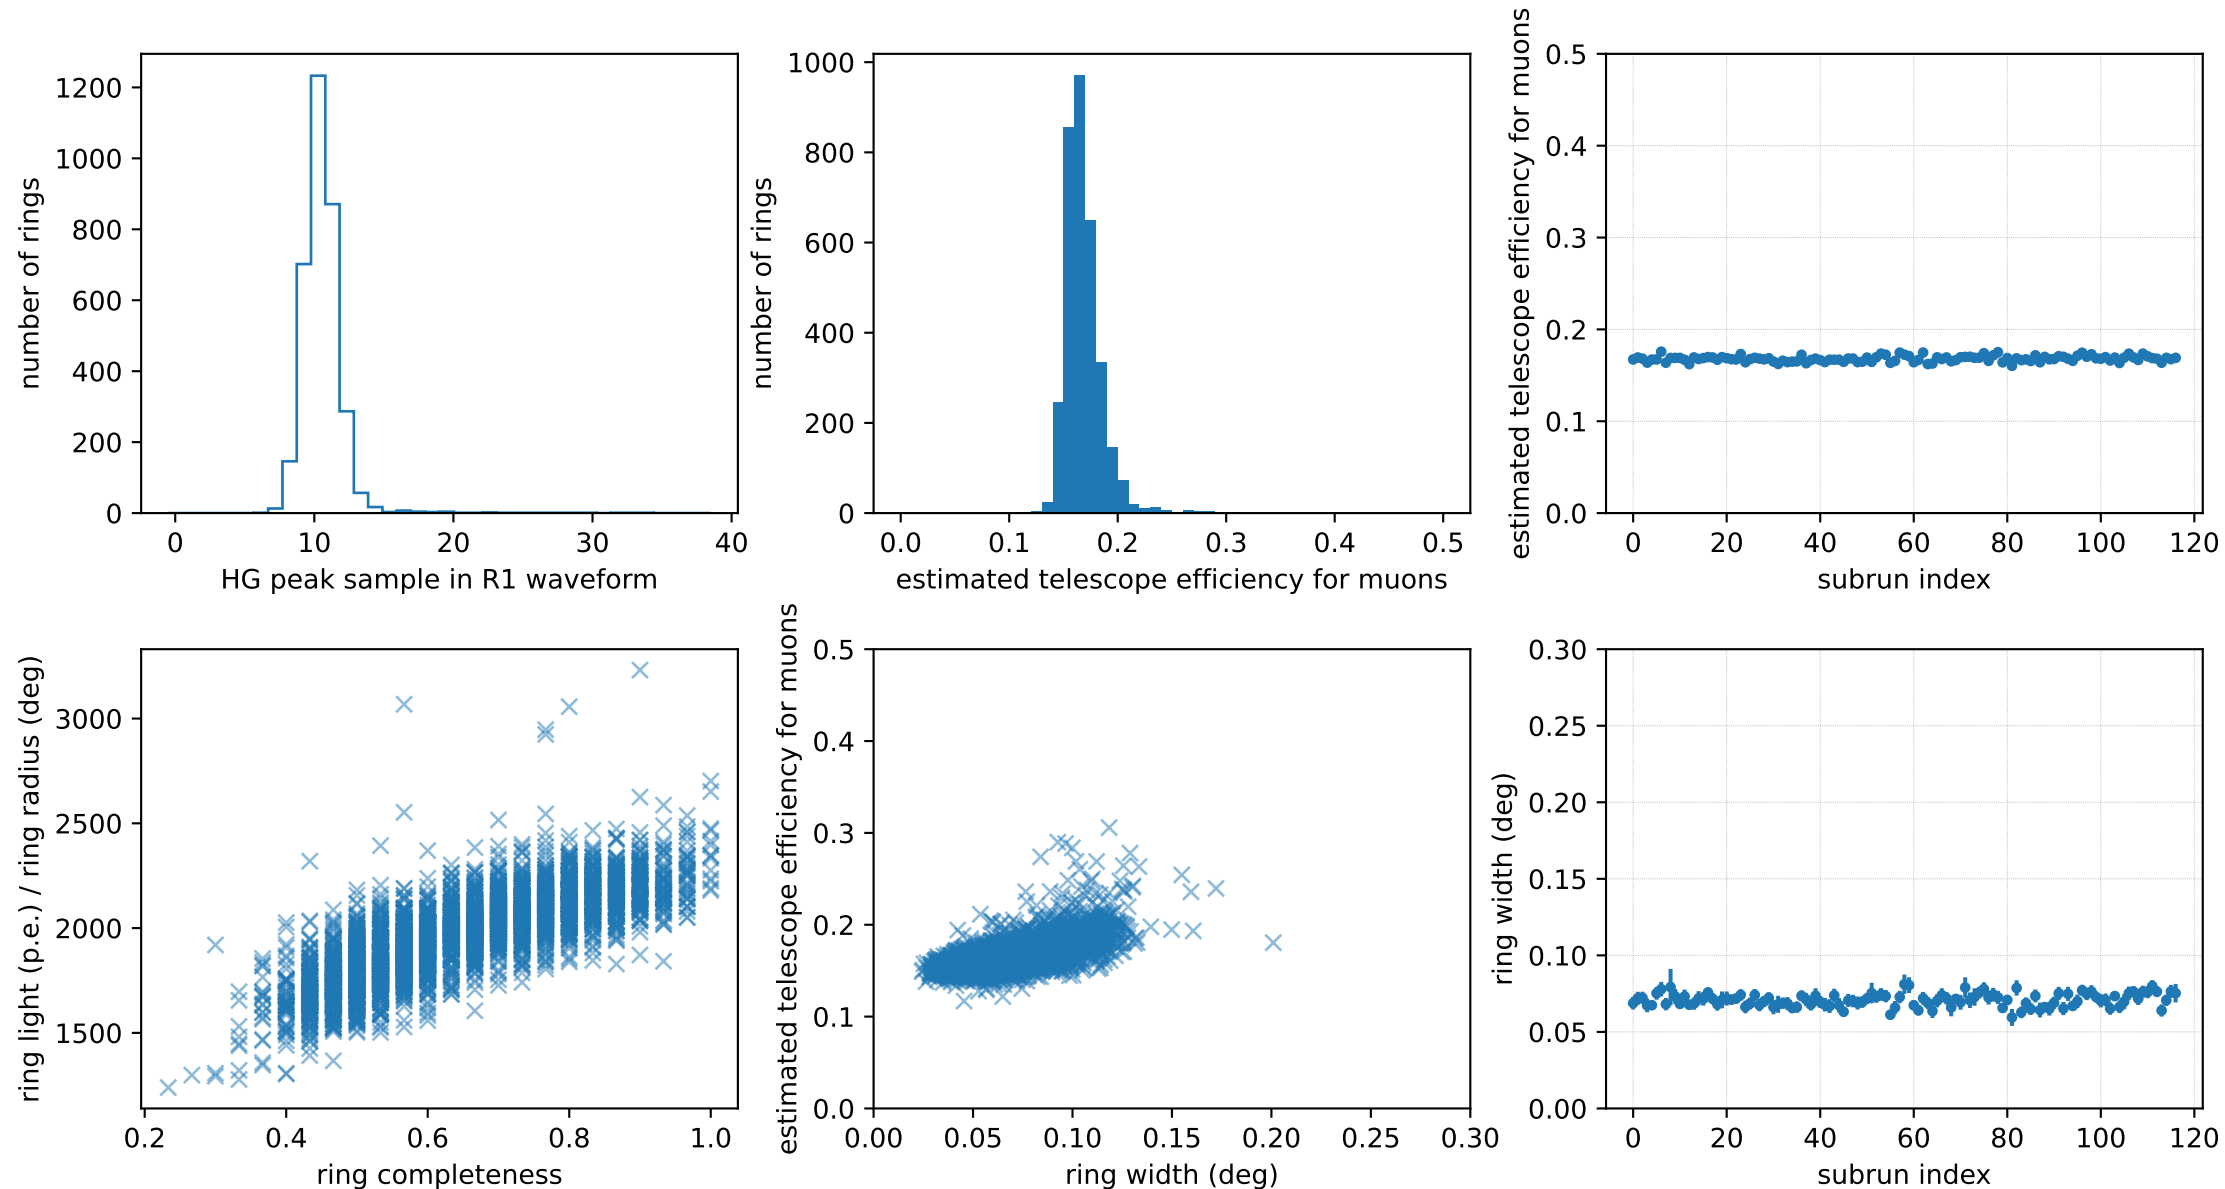 number of rings
1200
1000
800
600
400
200
0
0 10 20 30 40
HG peak sample in R1 waveform
number of rings
1000
800
600
400
200
0
0.0 0.1 0.2 0.3 0.4 0.5
estimated telescope efficiency for muons
estimated telescope efficiency for muons
0.5
0.4
0.3
0.2
0.1
0.0
0 20 40 60 80 100 120
subrun index
ring light (p.e.) / ring radius (deg)
3000
2500
2000
1500
0.2 0.4 0.6 0.8 1.0
ring completeness
estimated telescope efficiency for muons
0.5
0.4
0.3
0.2
0.1
0.0
0.00 0.05 0.10 0.15 0.20 0.25 0.30
ring width (deg)
ring width (deg)
0.30
0.25
0.20
0.15
0.10
0.05
0.00
0 20 40 60 80 100 120
subrun index